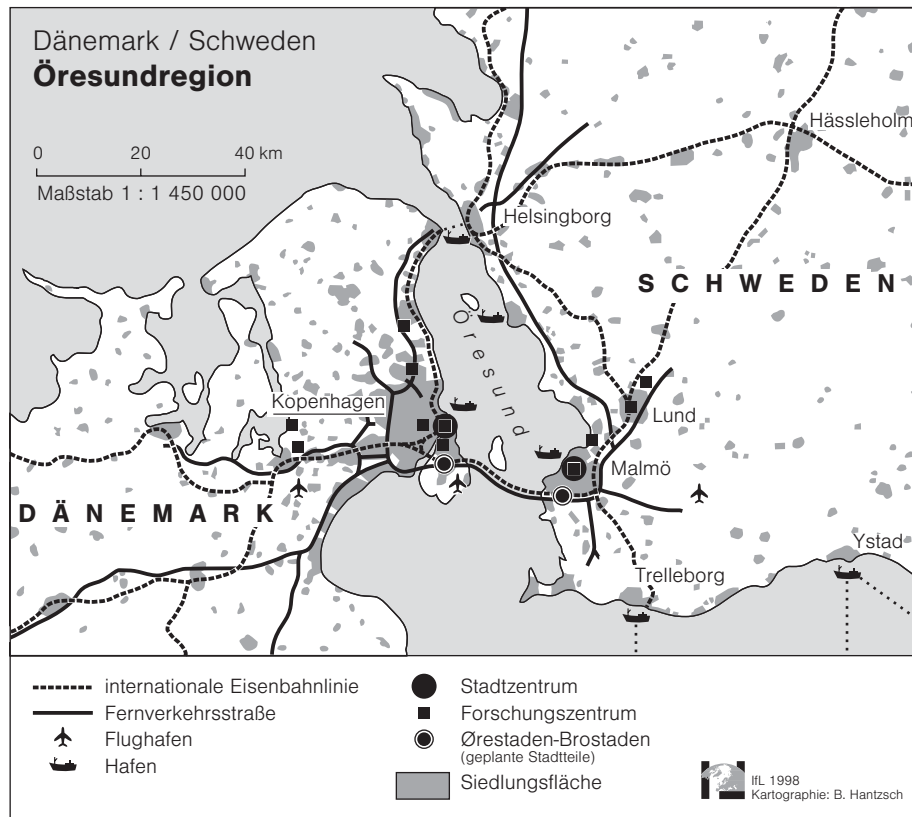 Dänemark / Schweden
Öresundregion
0 20 40 km
Maßstab 1 : 1 450 000
Hässleholm
Helsingborg
SCHWEDEN
Öresund
Kopenhagen
Lund
Malmö
DÄNEMARK
Ystad
Trelleborg
internationale Eisenbahnlinie
Fernverkehrsstraße
Flughafen
Hafen
Stadtzentrum
Forschungszentrum
Ørestaden-Brostaden
(geplante Stadtteile)
Siedlungsfläche
IfL 1998
Kartographie: B. Hantzsch